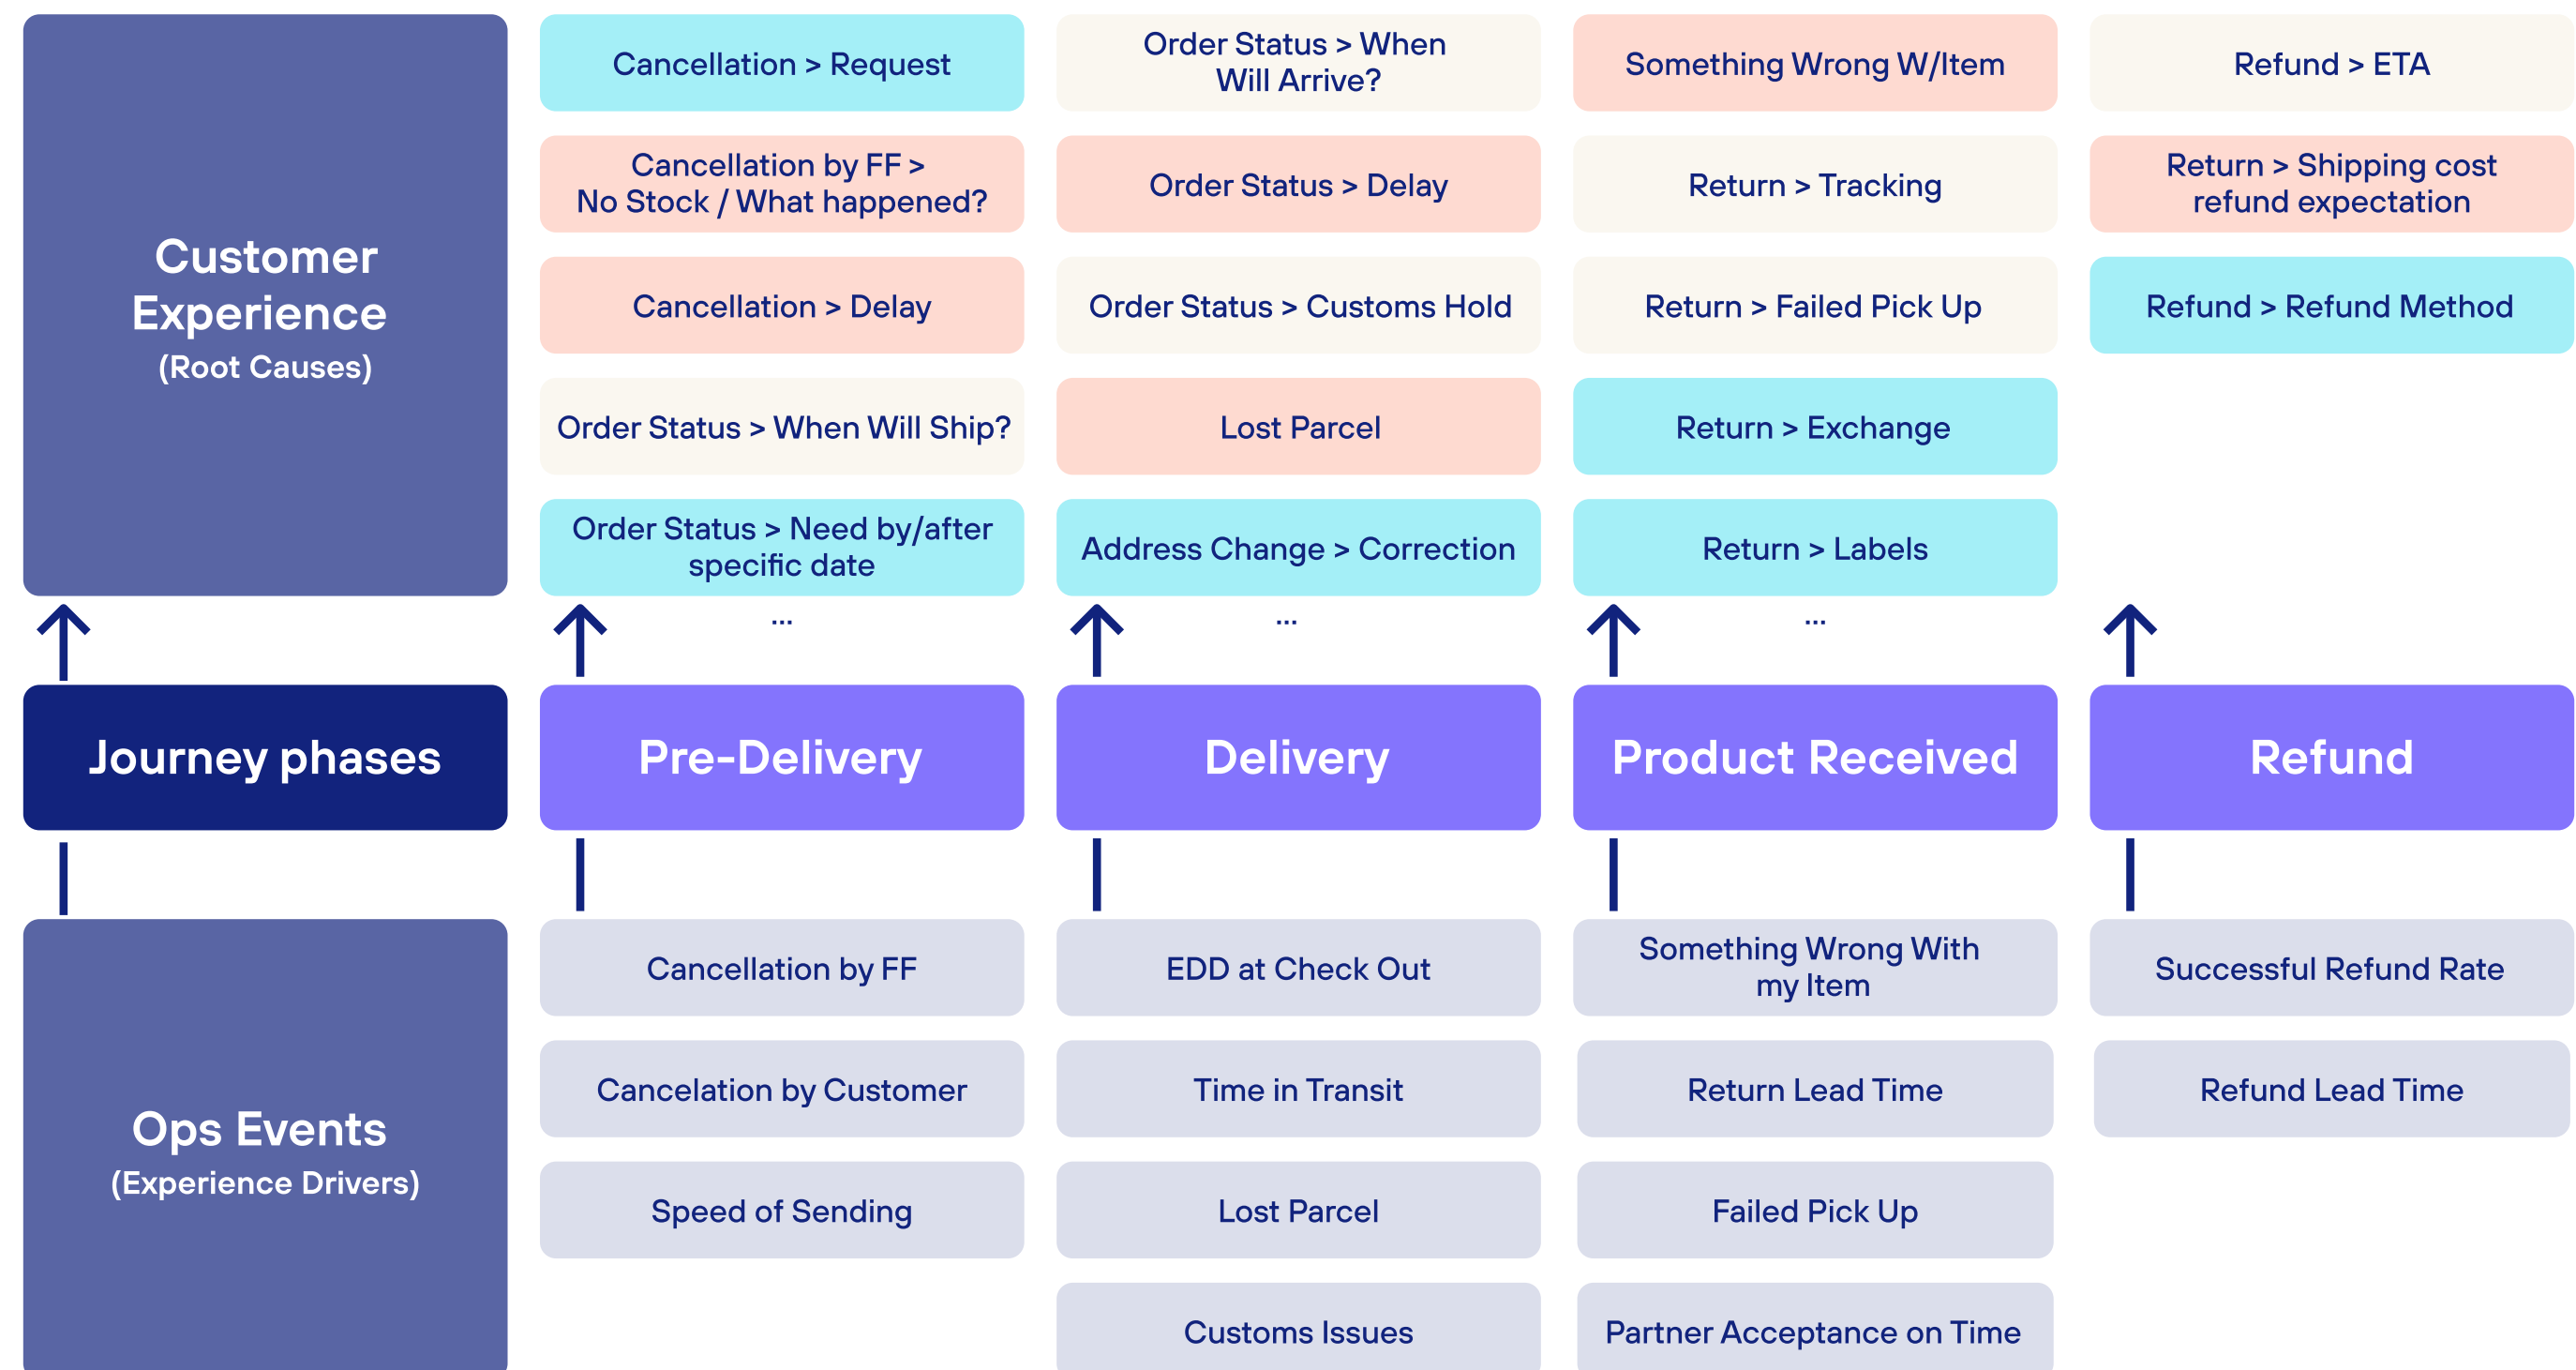 Customer
Experience
(Root Causes)
Cancellation > Request
Cancellation by FF >
No Stock / What happened?
Cancellation > Delay
Order Status > When Will Ship?
Order Status > Need by/after
specific date
...
Order Status > When
Will Arrive?
Order Status > Delay
Order Status > Customs Hold
Lost Parcel
Address Change > Correction
...
Something Wrong W/Item
Return > Tracking
Return > Failed Pick Up
Return > Exchange
Return > Labels
...
Refund > ETA
Return > Shipping cost
refund expectation
Refund > Refund Method
Journey phases
Pre-Delivery
Delivery
Product Received
Refund
Ops Events
(Experience Drivers)
Cancellation by FF
Cancelation by Customer
Speed of Sending
EDD at Check Out
Time in Transit
Lost Parcel
Customs Issues
Something Wrong With
my Item
Return Lead Time
Failed Pick Up
Partner Acceptance on Time
Successful Refund Rate
Refund Lead Time